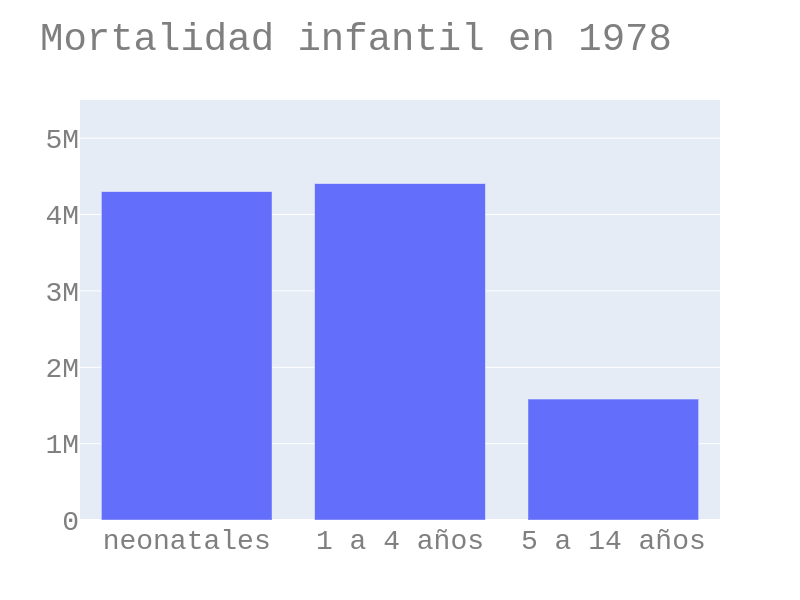 Mortalidad infantil en 1978
5M
4M
3M
2M
1M
0
neonatales
1 a 4 años
5 a 14 años